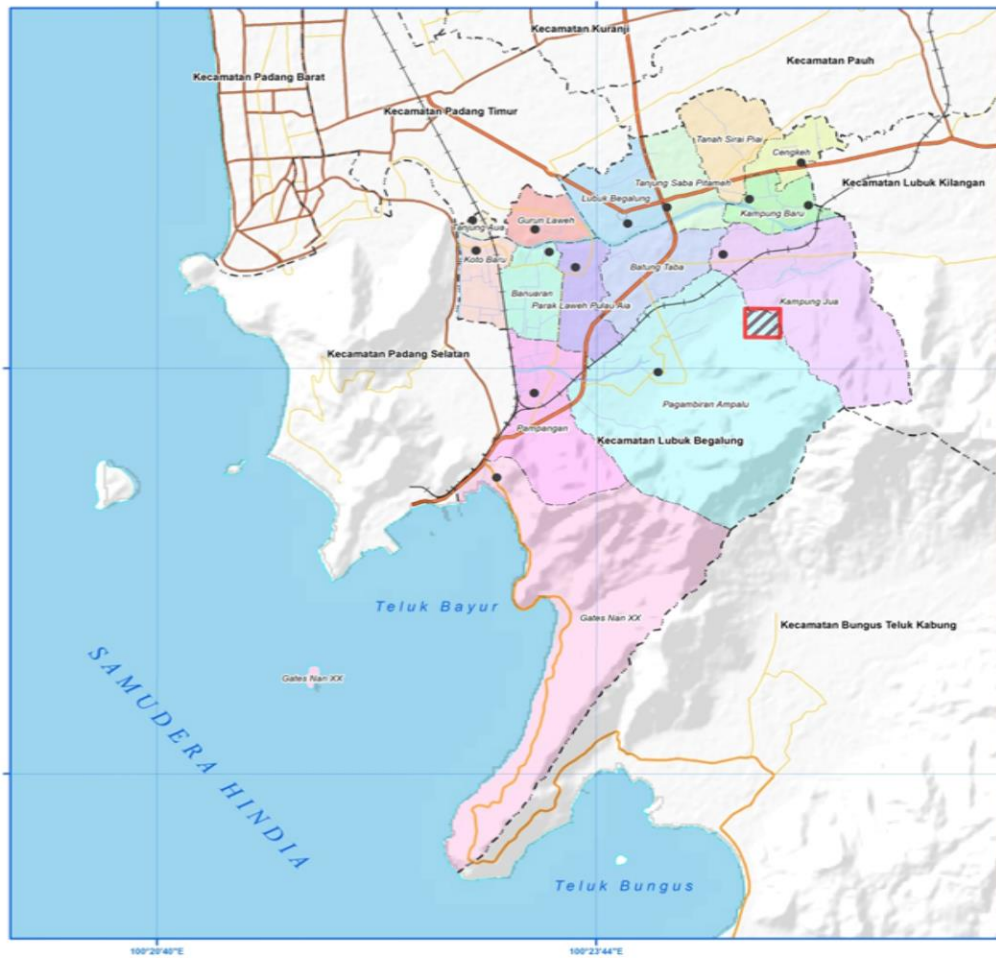 Kecamatan Kuranji
Kecamatan Pauh
Kecamatan Padang Barat
Kecamatan Padang Timur
Tanah Sirai Piai
Cengkeh
Kecamatan Lubuk Kilangan
Tanjung Saba Pitameh
Lubuk Begalung
Kampung Baru
Gurun Laweh
Tanjung Aua
Koto Baru
Batung Taba
Banuaran
Parak Laweh Pulau Aia
Kampung Jua
Kecamatan Padang Selatan
Pagambiran Ampalu
Pampangan
Kecamatan Lubuk Begalung
Teluk Bayur
Gates Nan XX
Kecamatan Bungus Teluk Kabung
Gates Nan XX
SAMUDERA HINDIA
Teluk Bungus
100°20'40"E
100°23'44"E